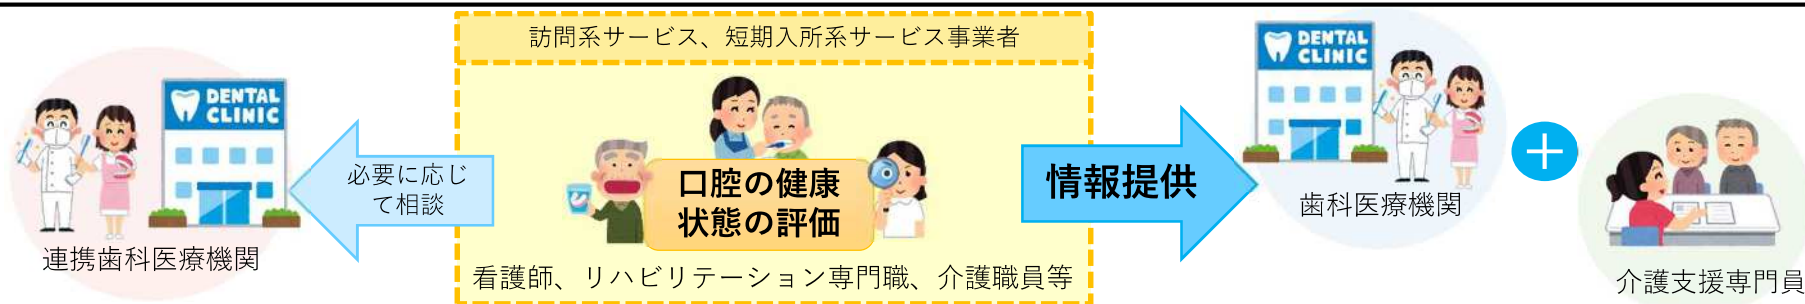 訪問系サービス、短期入所系サービス事業者
DENTAL
CLINIC
連携歯科医療機関
必要に応じ
て相談
口腔の健康
状態の評価
看護師、リハビリテーション専門職、介護職員等
情報提供
DENTAL
CLINIC
歯科医療機関
+
介護支援専門員